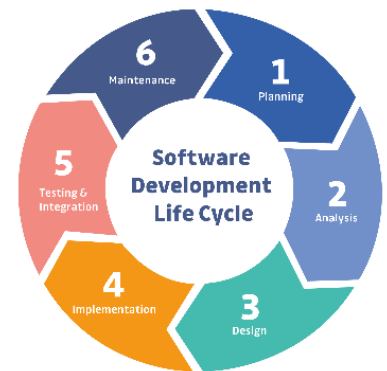 Software
Development
Life Cycle
1
Planning
2
Analysis
3
Design
4
Implementation
5
Testing &
Integration
6
Maintenance